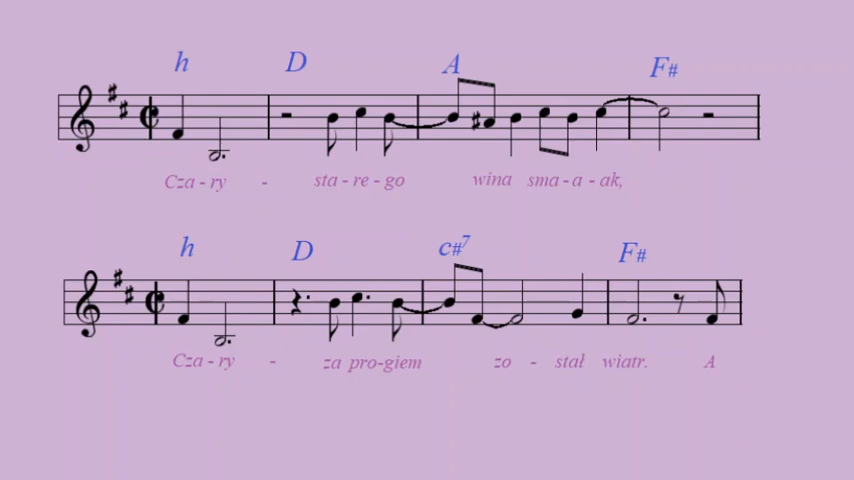 h D A F#
Cza - ry - sta - re - go wina sma - a - ak,
h D c#7 F#
Cza - ry - za pro - giem zo - stał wiatr. A